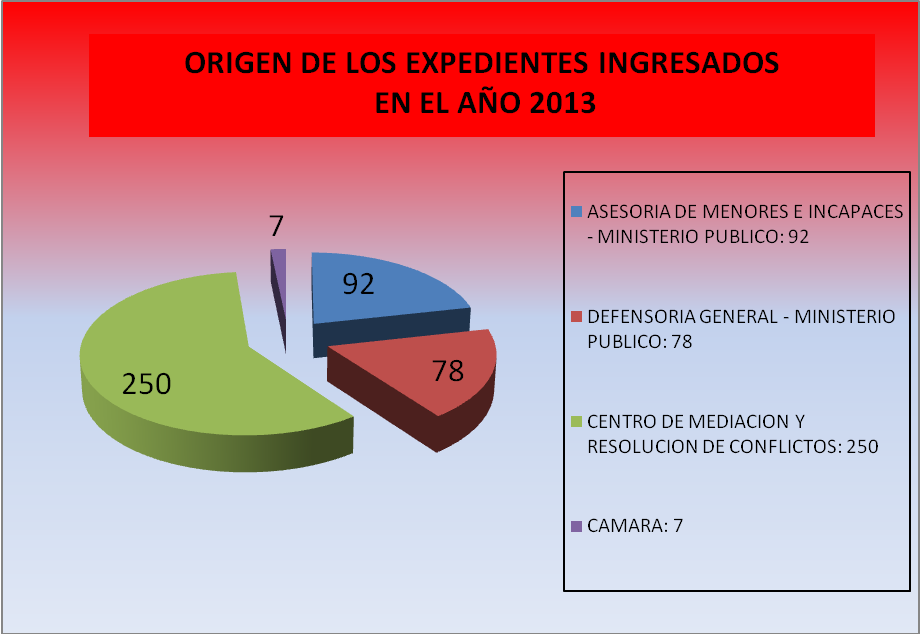 ORIGEN DE LOS EXPEDIENTES INGRESADOS
EN EL AÑO 2013
7
92
78
250
ASESORIA DE MENORES E INCAPACES
- MINISTERIO PUBLICO: 92
DEFENSORIA GENERAL - MINISTERIO
PUBLICO: 78
CENTRO DE MEDIACION Y
RESOLUCION DE CONFLICTOS: 250
CAMARA: 7